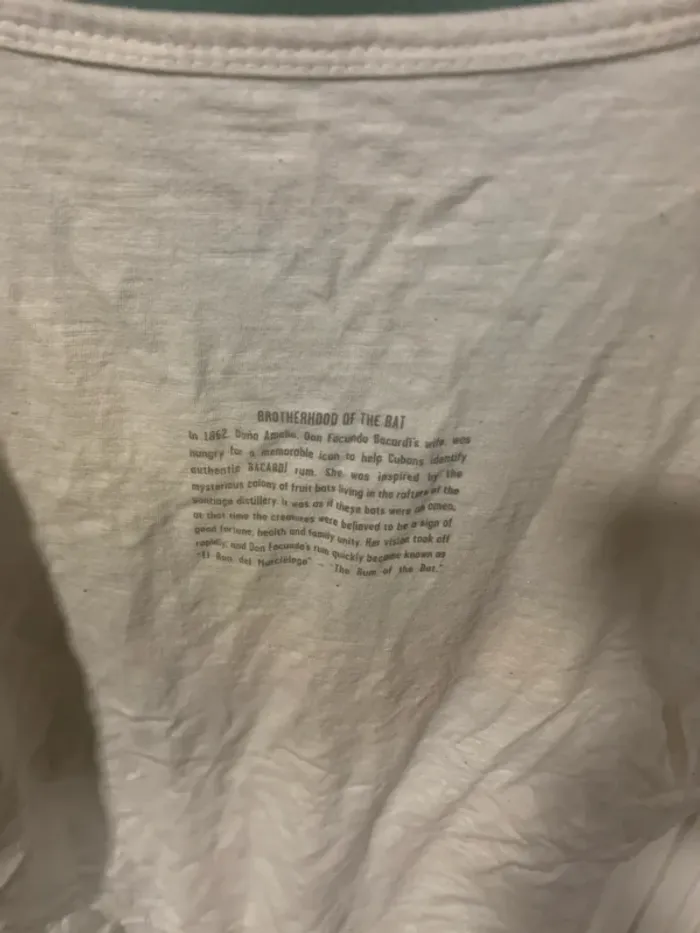 BROTHERHOOD OF THE BAT
In 1862, Doña Amalia, Don Facundo Bacardi's wife, was
hungry for a memorable icon to help Cubans identify
authentic BACARDÍ rum. She was inspired by the
mysterious colony of fruit bats living in the rafters of the
Santiago distillery. It was as if these bats were an omen;
at that time the creatures were believed to be a sign of
good fortune, health and family unity. Her vision took off
rapidly, and Don Facundo's rum quickly became known as
"El Ron del Murciélago" – "The Rum of the Bat."